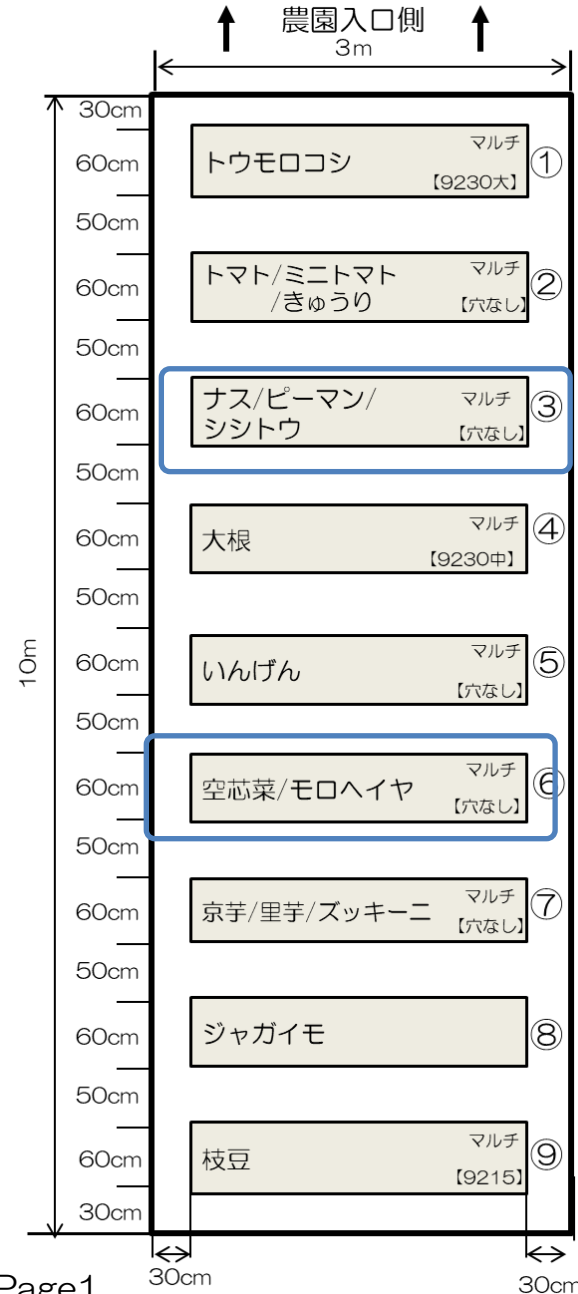 農園入口側
3m
30cm
60cm
トウモロコシ
マルチ
【9230大】
①
50cm
60cm
トマト/ミニトマト
/きゅうり
マルチ
【穴なし】
②
50cm
60cm
ナス/ピーマン/
シシトウ
マルチ
【穴なし】
③
50cm
60cm
大根
マルチ
【9230中】
④
50cm
10m
60cm
いんげん
マルチ
【穴なし】
⑤
50cm
60cm
空芯菜/モロヘイヤ
マルチ
【穴なし】
⑥
50cm
60cm
京芋/里芋/ズッキーニ
マルチ
【穴なし】
⑦
50cm
60cm
ジャガイモ
⑧
50cm
60cm
枝豆
マルチ
【9215】
⑨
30cm
30cm
30cm
Page1